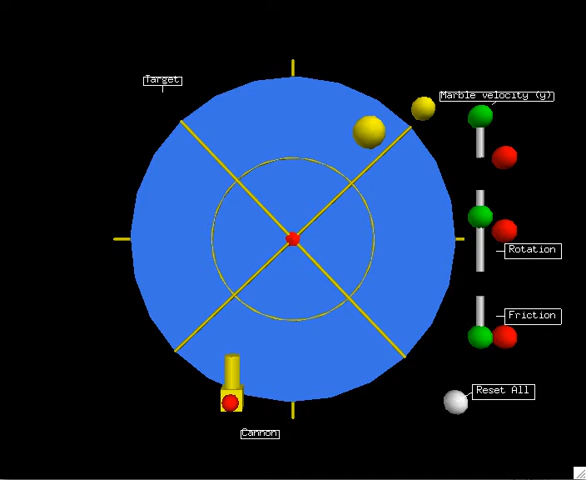 Target
Marble velocity (y)
Rotation
Friction
Reset All
Cannon